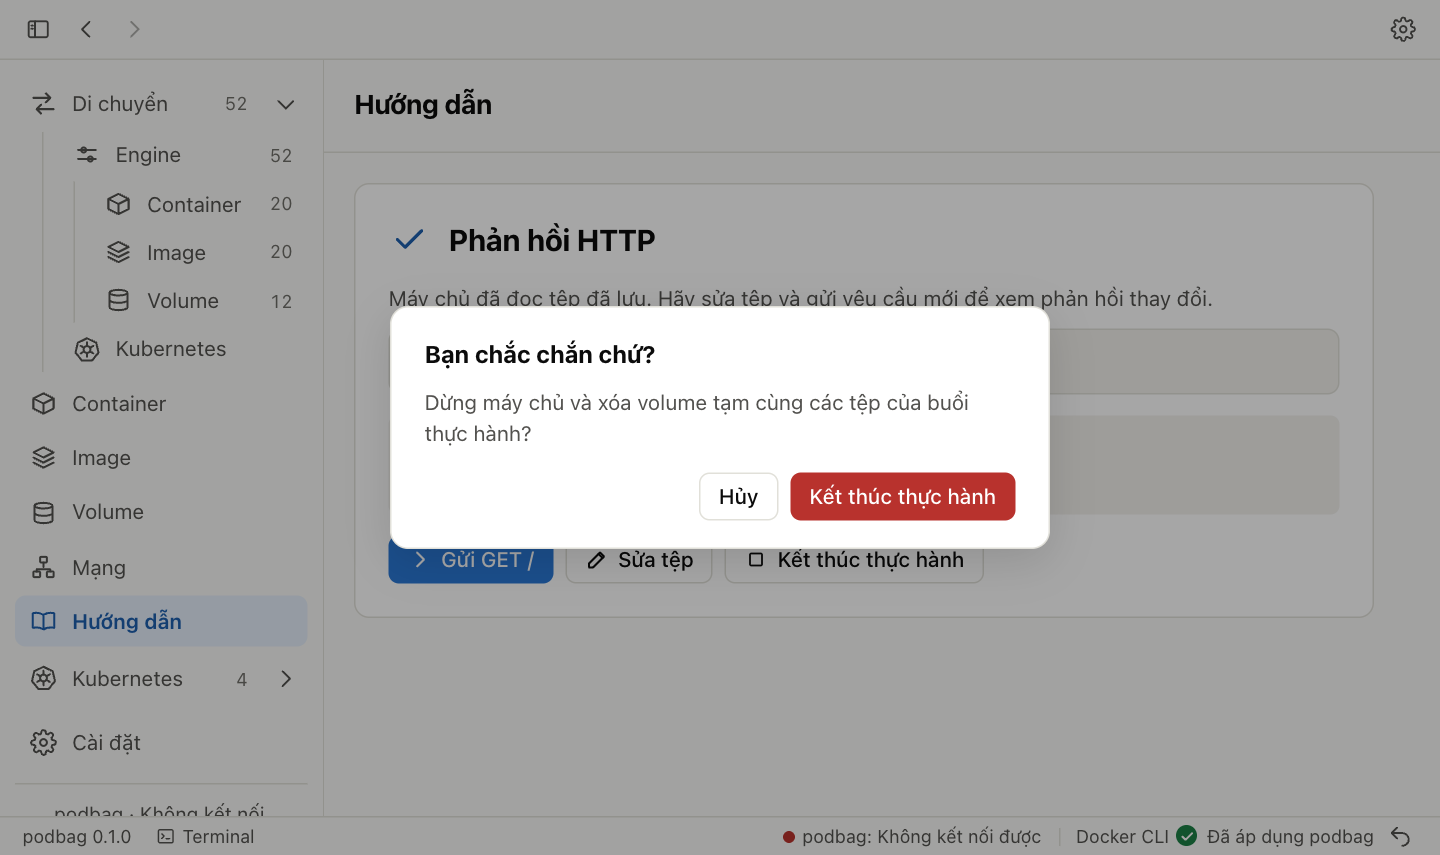 Di chuyển 52
Engine 52
Container 20
Image 20
Volume 12
Kubernetes
Container
Image
Volume
Mạng
Hướng dẫn
Kubernetes 4
Cài đặt
podbag · Không kết nối
Hướng dẫn
Phản hồi HTTP
Máy chủ đã đọc tệp đã lưu. Hãy sửa tệp và gửi yêu cầu mới để xem phản hồi thay đổi.
Bạn chắc chắn chứ?
Dừng máy chủ và xóa volume tạm cùng các tệp của buổi
thực hành?
Hủy Kết thúc thực hành
Gửi GET / Sửa tệp Kết thúc thực hành
podbag 0.1.0 Terminal podbag: Không kết nối được Docker CLI Đã áp dụng podbag